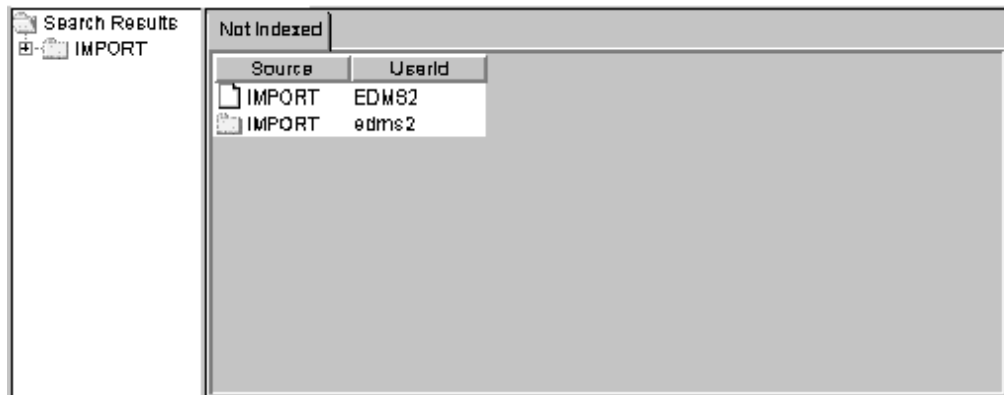 Search Results
IMPORT
Not Indexed
Source UserId
IMPORT EDMS2
IMPORT edms2